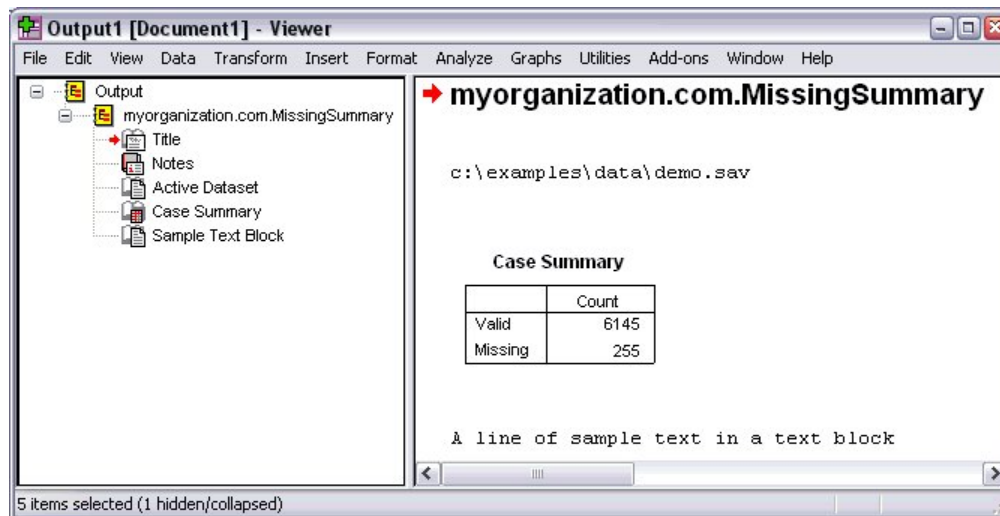 Output1 [Document1] - Viewer
File Edit View Data Transform Insert Format Analyze Graphs Utilities Add-ons Window Help
Output
myorganization.com.MissingSummary
Title
Notes
Active Dataset
Case Summary
Sample Text Block
myorganization.com.MissingSummary
c:\examples\data\demo.sav
Case Summary
Count
Valid 6145
Missing 255
A line of sample text in a text block
5 items selected (1 hidden/collapsed)